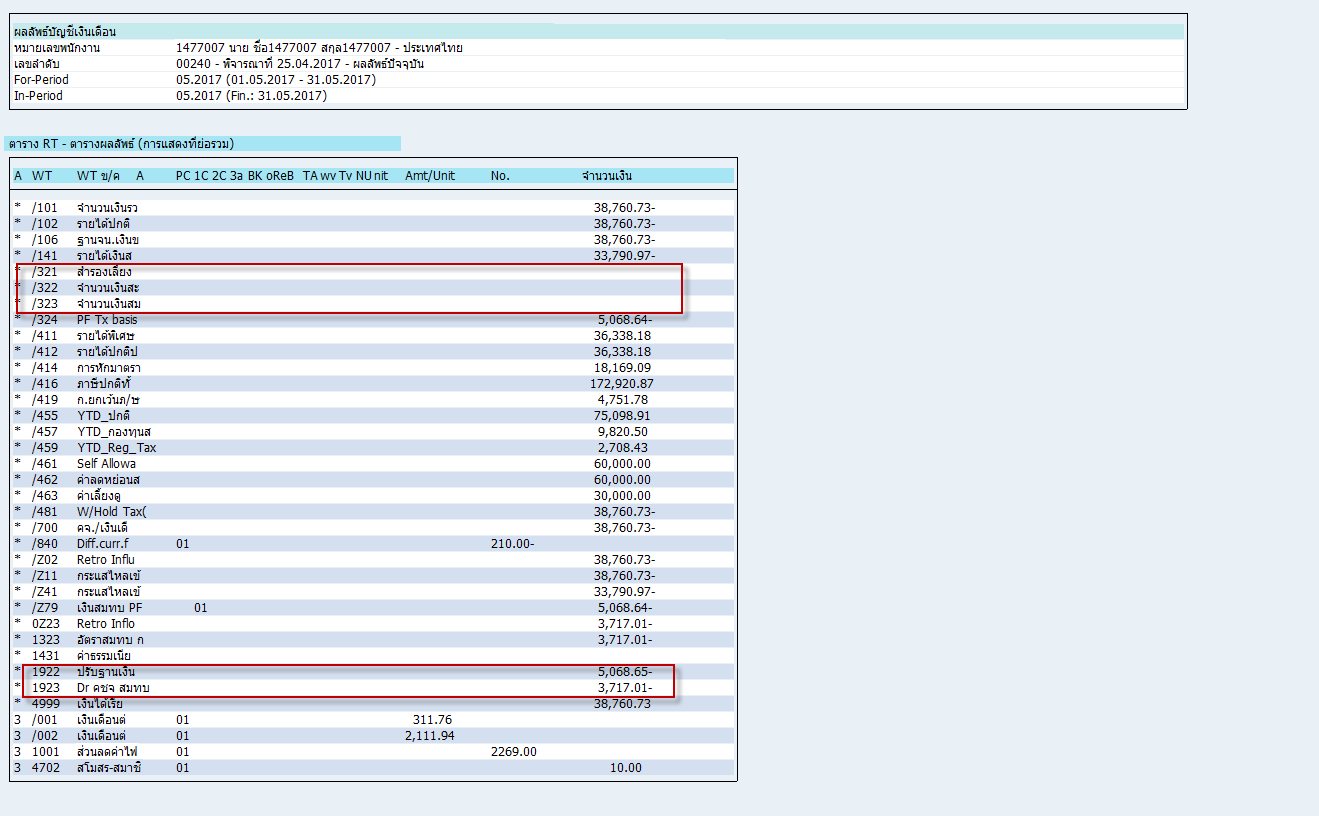 ผลลัพธ์บัญชีเงินเดือน
หมายเลขพนักงาน 1477007 นาย ชื่อ1477007 สกุล1477007 - ประเทศไทย
เลขลำดับ 00240 - พิจารณาที่ 25.04.2017 - ผลลัพธ์ปัจจุบัน
For-Period 05.2017 (01.05.2017 - 31.05.2017)
In-Period 05.2017 (Fin.: 31.05.2017)
ตาราง RT - ตารางผลลัพธ์ (การแสดงที่ย่อรวม)
A WT WT ข/ค A PC 1C 2C 3a BK oReB TA wv Tv NU nit Amt/Unit No. จำนวนเงิน
* /101 จำนวนเงินรว 38,760.73-
* /102 รายได้ปกติ 38,760.73-
* /106 ฐานจน.เงินข 38,760.73-
* /141 รายได้เงินส 33,790.97-
* /321 สำรองเลี้ยง
* /322 จำนวนเงินสะ
* /323 จำนวนเงินสม
* /324 PF Tx basis 5,068.64-
* /411 รายได้พิเศษ 36,338.18
* /412 รายได้ปกติป 36,338.18
* /414 การหักมาตรา 18,169.09
* /416 ภาษีปกติทั้ 172,920.87
* /419 ก.ยกเว้นภ/ษ 4,751.78
* /455 YTD_ปกติ 75,098.91
* /457 YTD_กองทุนส 9,820.50
* /459 YTD_Reg_Tax 2,708.43
* /461 Self Allowa 60,000.00
* /462 ค่าลดหย่อนส 60,000.00
* /463 ค่าเลี้ยงดู 30,000.00
* /481 W/Hold Tax( 38,760.73-
* /700 คจ./เงินเดื 38,760.73-
* /840 Diff.curr.f 01 210.00-
* /Z02 Retro Influ 38,760.73-
* /Z11 กระแสไหลเข้ 38,760.73-
* /Z41 กระแสไหลเข้ 33,790.97-
* /Z79 เงินสมทบ PF 01 5,068.64-
* 0Z23 Retro Inflo 3,717.01-
* 1323 อัตราสมทบ ก 3,717.01-
* 1431 ค่าธรรมเนีย
* 1922 ปรับฐานเงิน 5,068.65-
* 1923 Dr คชจ สมทบ 3,717.01-
* 4999 เงินได้เรีย 38,760.73
3 /001 เงินเดือนต่ 01 311.76
3 /002 เงินเดือนต่ 01 2,111.94
3 1001 ส่วนลดค่าไฟ 01 2269.00
3 4702 สโมสร-สมาชิ 01 10.00